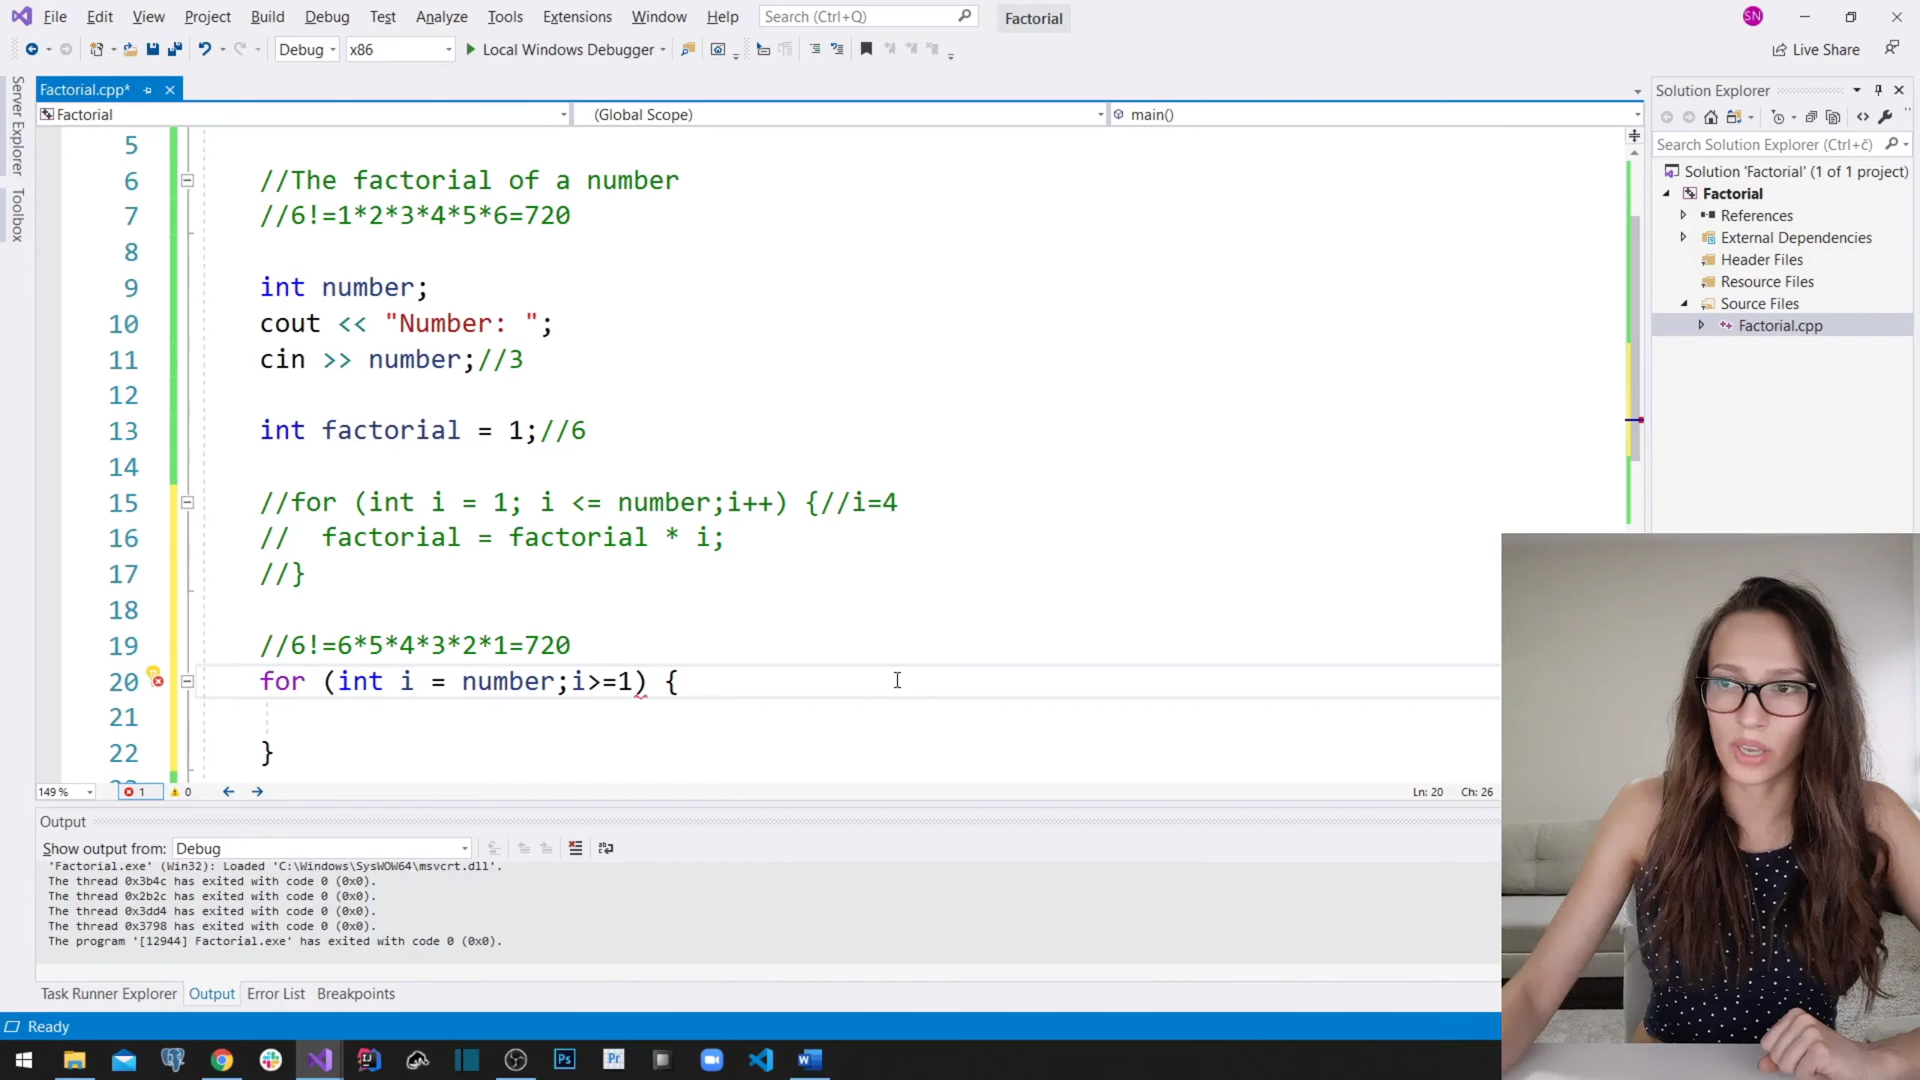 File Edit View Project Build Debug Test Analyze Tools Extensions Window Help Search (Ctrl+Q) Factorial SN
Debug x86 Local Windows Debugger Live Share
Server Explorer
Toolbox
Factorial.cpp*
Factorial (Global Scope) main()
5
6 //The factorial of a number
7 //6!=1*2*3*4*5*6=720
8
9 int number;
10 cout << "Number: ";
11 cin >> number;//3
12
13 int factorial = 1;//6
14
15 //for (int i = 1; i <= number;i++) {//i=4
16 // factorial = factorial * i;
17 //}
18
19 //6!=6*5*4*3*2*1=720
20 for (int i = number;i>=1) {
21
22 }
149 % 1 0 Ln: 20 Ch: 26
Output
Show output from: Debug
'Factorial.exe' (Win32): Loaded 'C:\Windows\SysWOW64\msvcrt.dll'.
The thread 0x3b4c has exited with code 0 (0x0).
The thread 0x2b2c has exited with code 0 (0x0).
The thread 0x3dd4 has exited with code 0 (0x0).
The thread 0x3798 has exited with code 0 (0x0).
The program '[12944] Factorial.exe' has exited with code 0 (0x0).
Task Runner Explorer Output Error List Breakpoints
Ready
Solution Explorer
Search Solution Explorer (Ctrl+č)
Solution 'Factorial' (1 of 1 project)
Factorial
References
External Dependencies
Header Files
Resource Files
Source Files
Factorial.cpp
IJ Ps Pr W